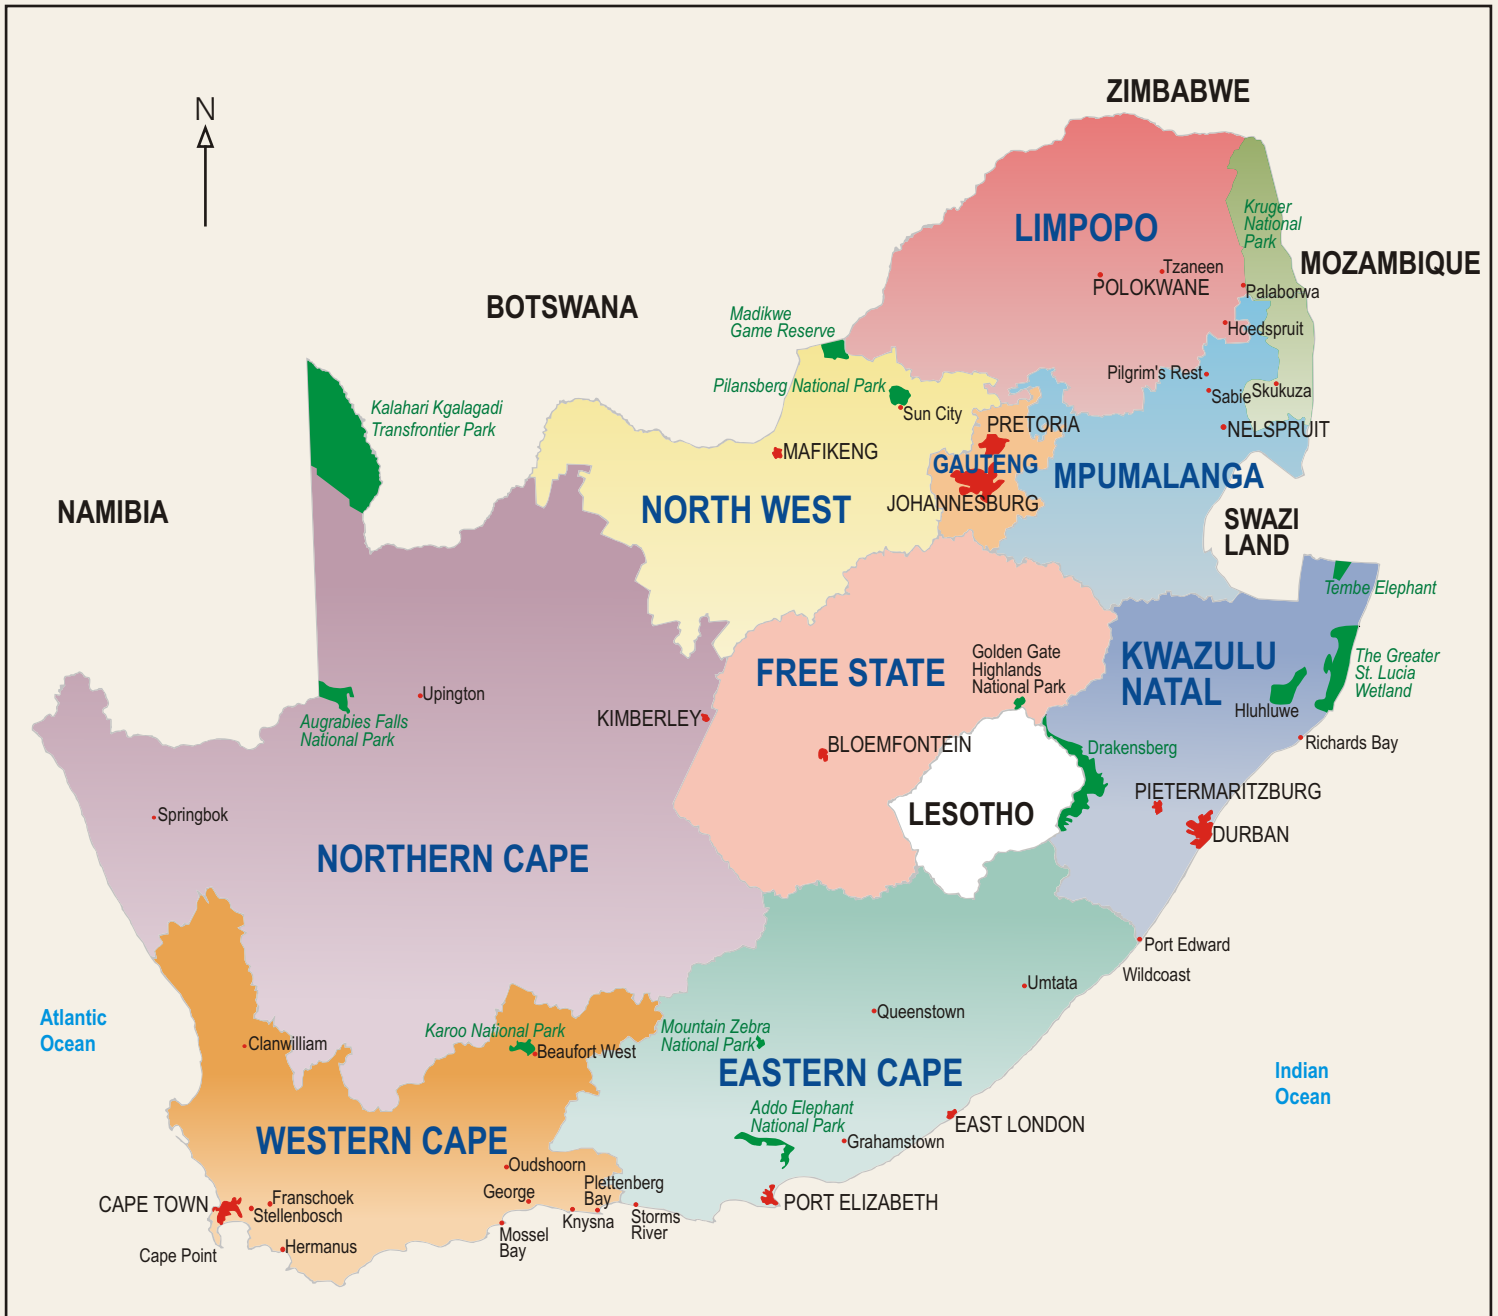 ZIMBABWE
N
LIMPOPO
Kruger
National
Park
MOZAMBIQUE
Tzaneen
POLOKWANE
Palaborwa
BOTSWANA
Madikwe
Game Reserve
Hoedspruit
Pilgrim's Rest
Pilansberg National Park
Sabie
Skukuza
Kalahari Kgalagadi
Transfrontier Park
Sun City
PRETORIA
NELSPRUIT
MAFIKENG
GAUTENG
MPUMALANGA
NAMIBIA
NORTH WEST
JOHANNESBURG
SWAZI
LAND
Tembe Elephant
Golden Gate
Highlands
National Park
KWAZULU
NATAL
The Greater
St. Lucia
Wetland
FREE STATE
Upington
Hluhluwe
KIMBERLEY
Augrabies Falls
National Park
BLOEMFONTEIN
Drakensberg
Richards Bay
PIETERMARITZBURG
Springbok
LESOTHO
DURBAN
NORTHERN CAPE
Port Edward
Wildcoast
Umtata
Queenstown
Atlantic
Ocean
Karoo National Park
Mountain Zebra
National Park
Clanwilliam
Beaufort West
EASTERN CAPE
Indian
Ocean
Addo Elephant
National Park
EAST LONDON
WESTERN CAPE
Grahamstown
Oudshoorn
Plettenberg
Bay
George
Franschoek
CAPE TOWN
Stellenbosch
PORT ELIZABETH
Knysna
Storms
River
Mossel
Bay
Hermanus
Cape Point